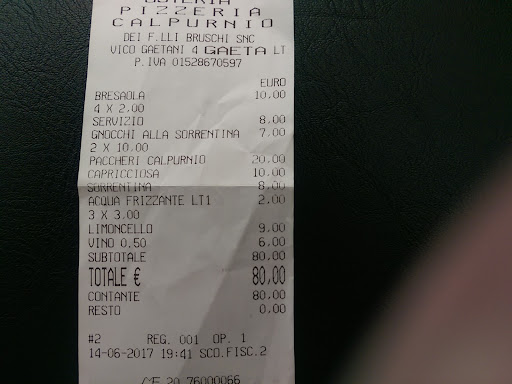 OSTERIA
PIZZERIA
CALPURNIO
DEI F.LLI BRUSCHI SNC
VICO GAETANI 4 GAETA LT
P.IVA 01528670597
EURO
BRESAOLA 10,00
4 X 2,00
SERVIZIO 8,00
GNOCCHI ALLA SORRENTINA 7,00
2 X 10,00
PACCHERI CALPURNIO 20,00
CAPRICCIOSA 10,00
SORRENTINA 8,00
ACQUA FRIZZANTE LT1 2,00
3 X 3,00
LIMONCELLO 9,00
VINO 0.50 6,00
SUBTOTALE 80,00
TOTALE € 80,00
CONTANTE 80,00
RESTO 0,00
#2 REG. 001 OP. 1
14-06-2017 19:41 SCO.FISC.2
20 76000066